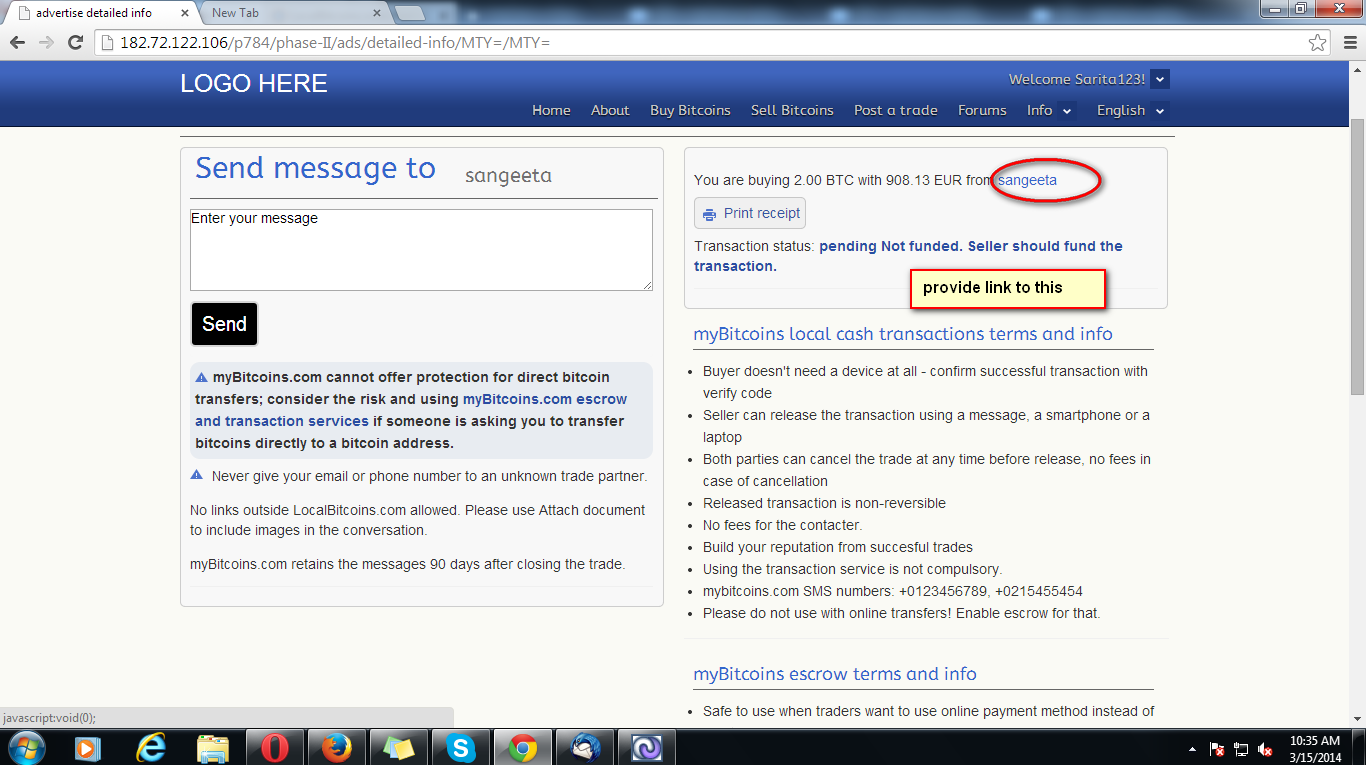 advertise detailed info
New Tab
182.72.122.106/p784/phase-II/ads/detailed-info/MTY=/MTY=
LOGO HERE
Welcome Sarita123!
Home About Buy Bitcoins Sell Bitcoins Post a trade Forums Info English
Send message to sangeeta
Enter your message
Send
myBitcoins.com cannot offer protection for direct bitcoin
transfers; consider the risk and using myBitcoins.com escrow
and transaction services if someone is asking you to transfer
bitcoins directly to a bitcoin address.
Never give your email or phone number to an unknown trade partner.
No links outside LocalBitcoins.com allowed. Please use Attach document
to include images in the conversation.
myBitcoins.com retains the messages 90 days after closing the trade.
You are buying 2.00 BTC with 908.13 EUR from sangeeta
Print receipt
Transaction status: pending Not funded. Seller should fund the
transaction.
provide link to this
myBitcoins local cash transactions terms and info
Buyer doesn't need a device at all - confirm successful transaction with
verify code
Seller can release the transaction using a message, a smartphone or a
laptop
Both parties can cancel the trade at any time before release, no fees in
case of cancellation
Released transaction is non-reversible
No fees for the contacter.
Build your reputation from succesful trades
Using the transaction service is not compulsory.
mybitcoins.com SMS numbers: +0123456789, +0215455454
Please do not use with online transfers! Enable escrow for that.
myBitcoins escrow terms and info
Safe to use when traders want to use online payment method instead of
javascript:void(0);
10:35 AM
3/15/2014